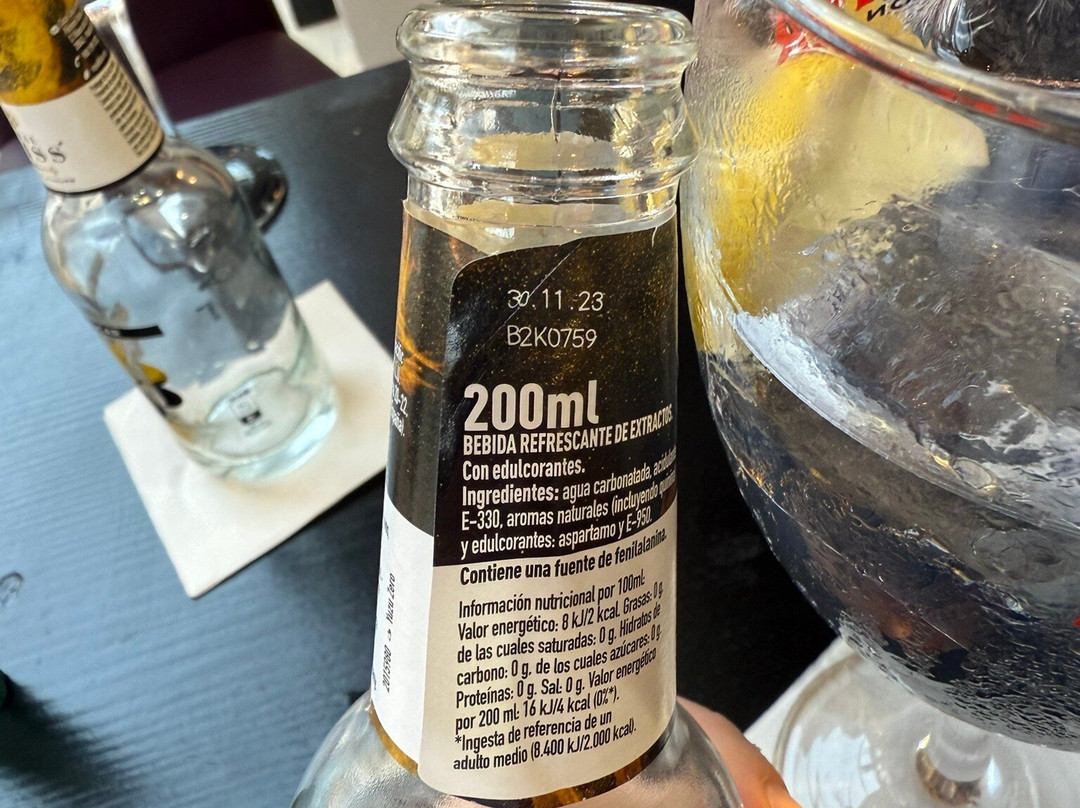 30.11.23
B2K0759
200ml
BEBIDA REFRESCANTE DE EXTRACTOS.
Con edulcorantes.
Ingredientes: agua carbonatada,
E-330, aromas naturales (incluyendo
y edulcorantes: aspartamo y E-950.
Contiene una fuente de fenilalanina.
Información nutricional por 100ml:
Valor energético: 8 kJ/2 kcal. Grasas: 0 g,
de las cuales saturadas: 0 g. Hidratos de
carbono: 0 g, de los cuales azúcares: 0 g.
Proteínas: 0 g. Sal: 0 g. Valor energético
por 200 ml: 16 kJ/4 kcal (0%*).
*Ingesta de referencia de un
adulto medio (8.400 kJ/2.000 kcal).
2015980 Yuzu Zero